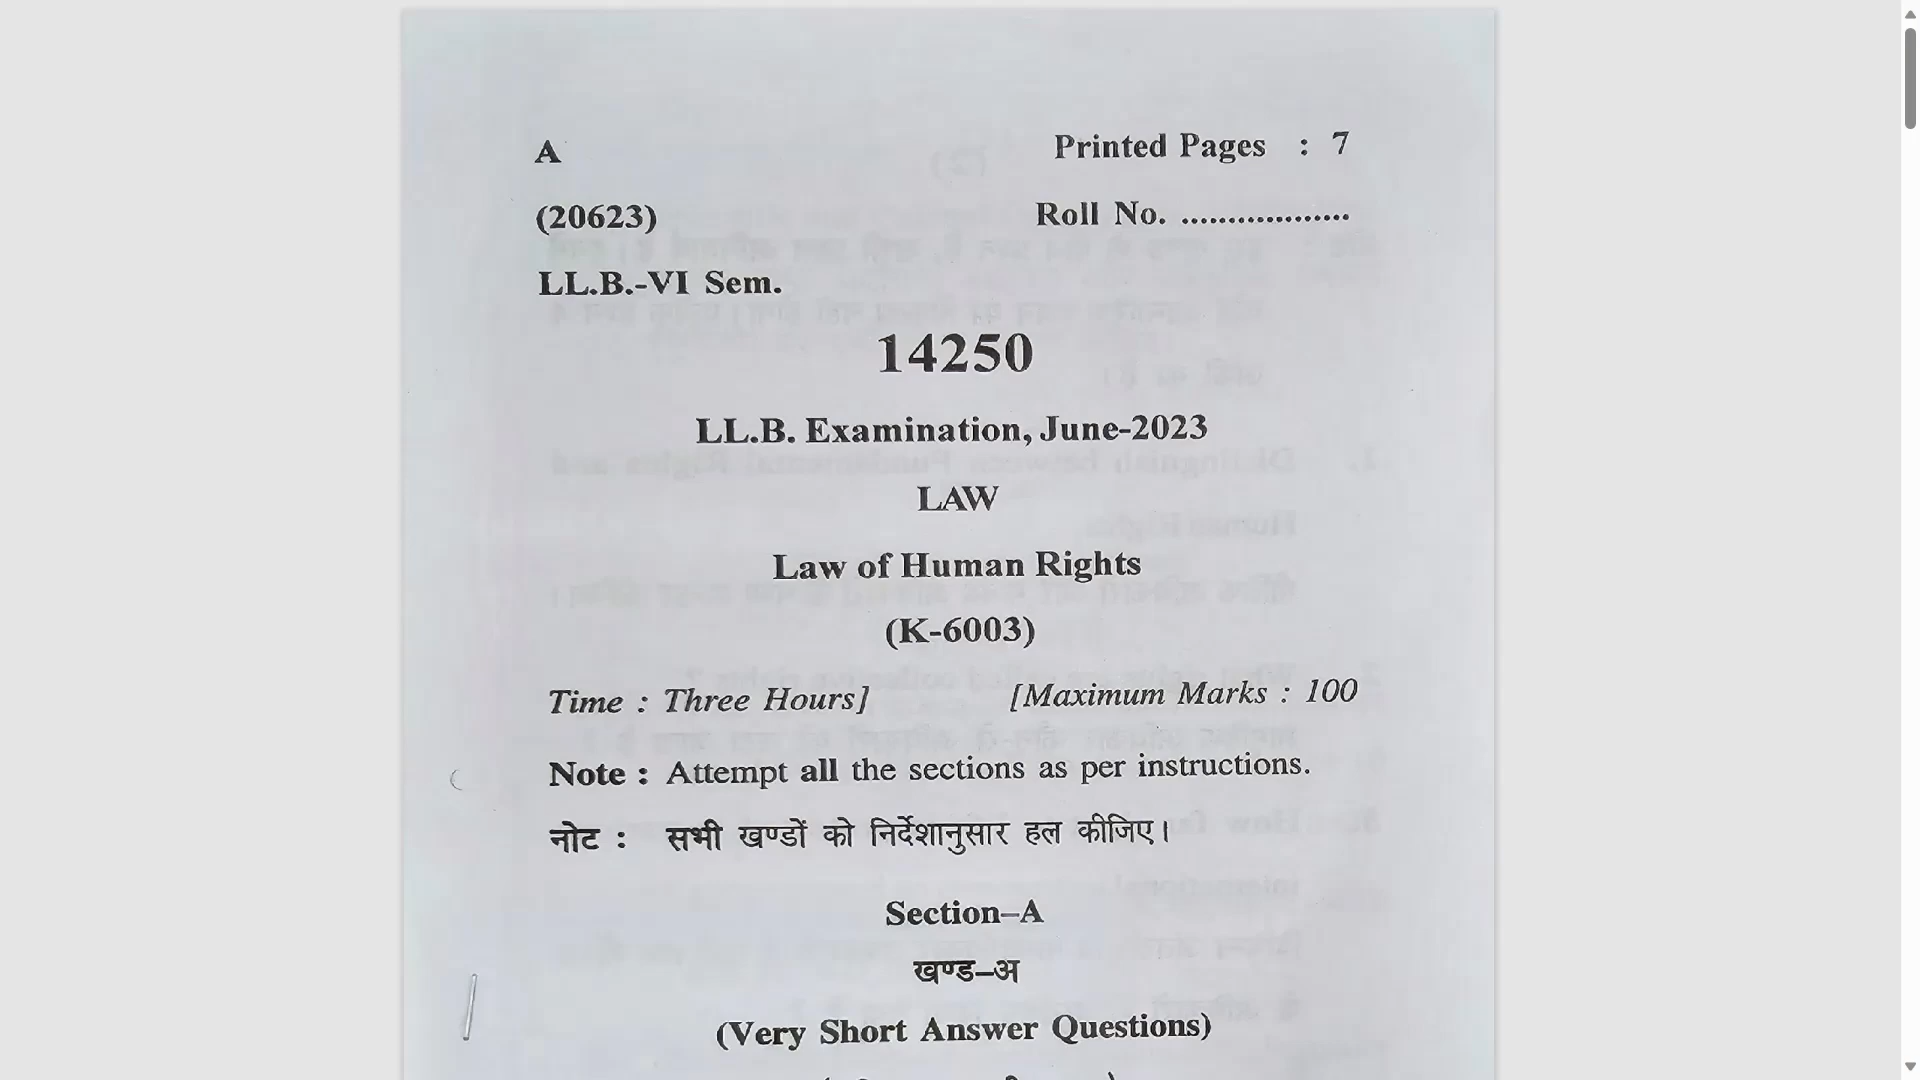 A
Printed Pages : 7
(20623)
Roll No. ...................
LL.B.-VI Sem.
14250
LL.B. Examination, June-2023
LAW
Law of Human Rights
(K-6003)
Time : Three Hours]
[Maximum Marks : 100
Note : Attempt all the sections as per instructions.
नोट : सभी खण्डों को निर्देशानुसार हल कीजिए।
Section–A
खण्ड–अ
(Very Short Answer Questions)